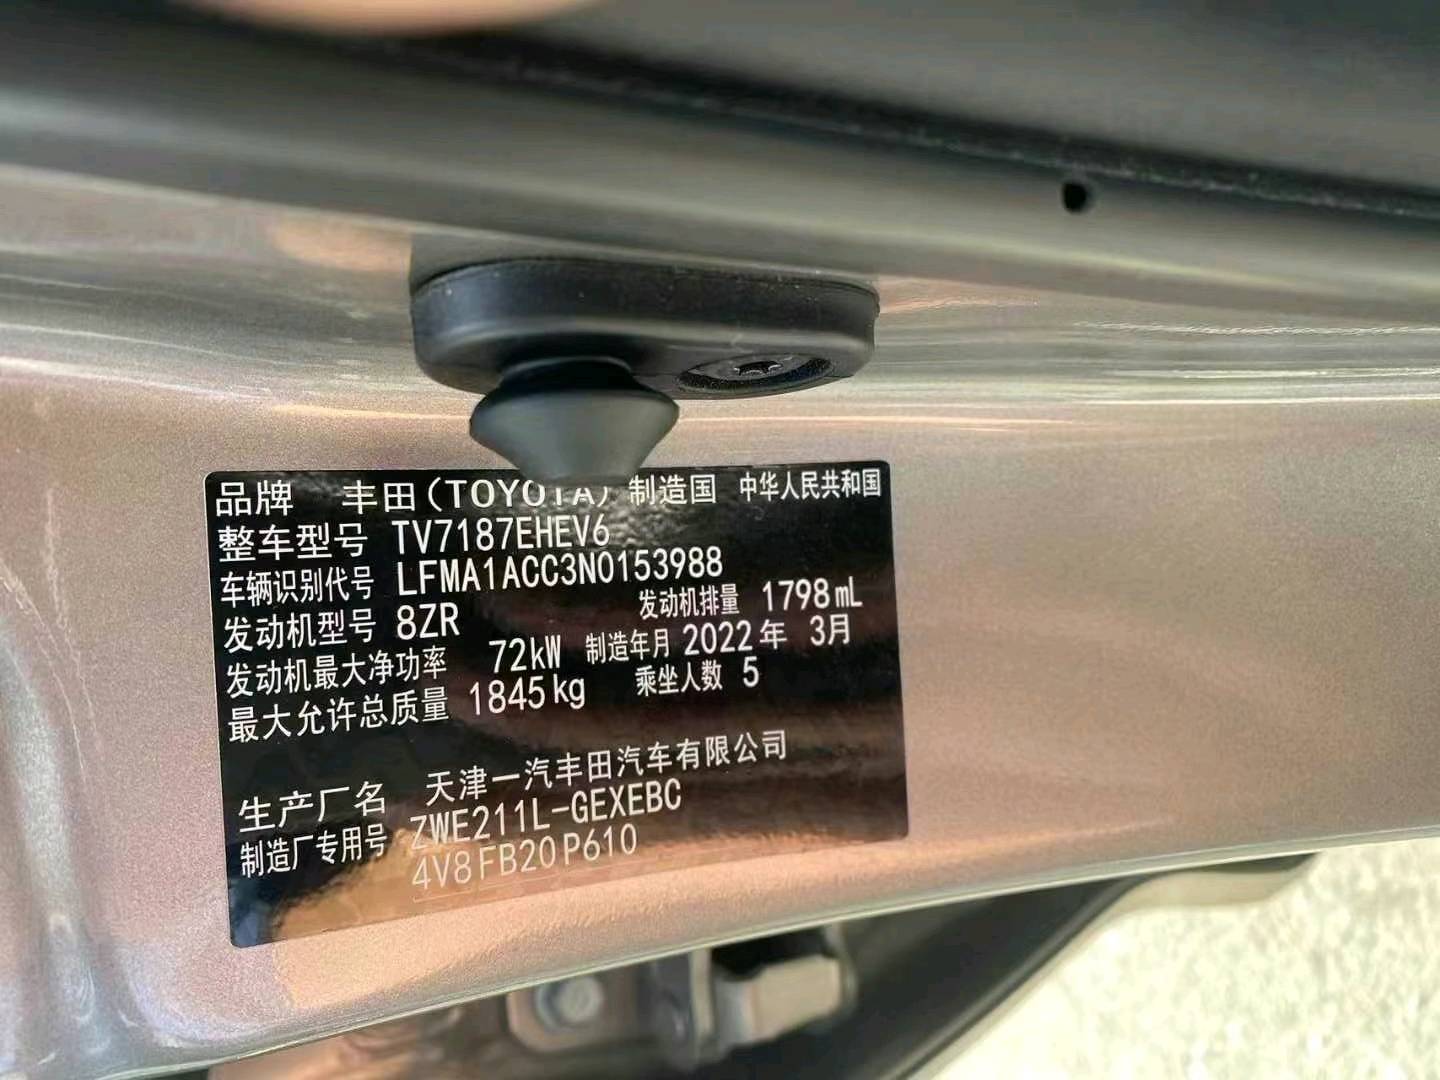 品牌 丰田(TOYOTA) 制造国 中华人民共和国
整车型号 TV7187EHEV6
车辆识别代号 LFMA1ACC3N0153988
发动机型号 8ZR 发动机排量 1798mL
发动机最大净功率 72kW 制造年月 2022年 3月
最大允许总质量 1845kg 乘坐人数 5
生产厂名 天津一汽丰田汽车有限公司
制造厂专用号 ZWE211L-GEXEBC
4V8FB20P610